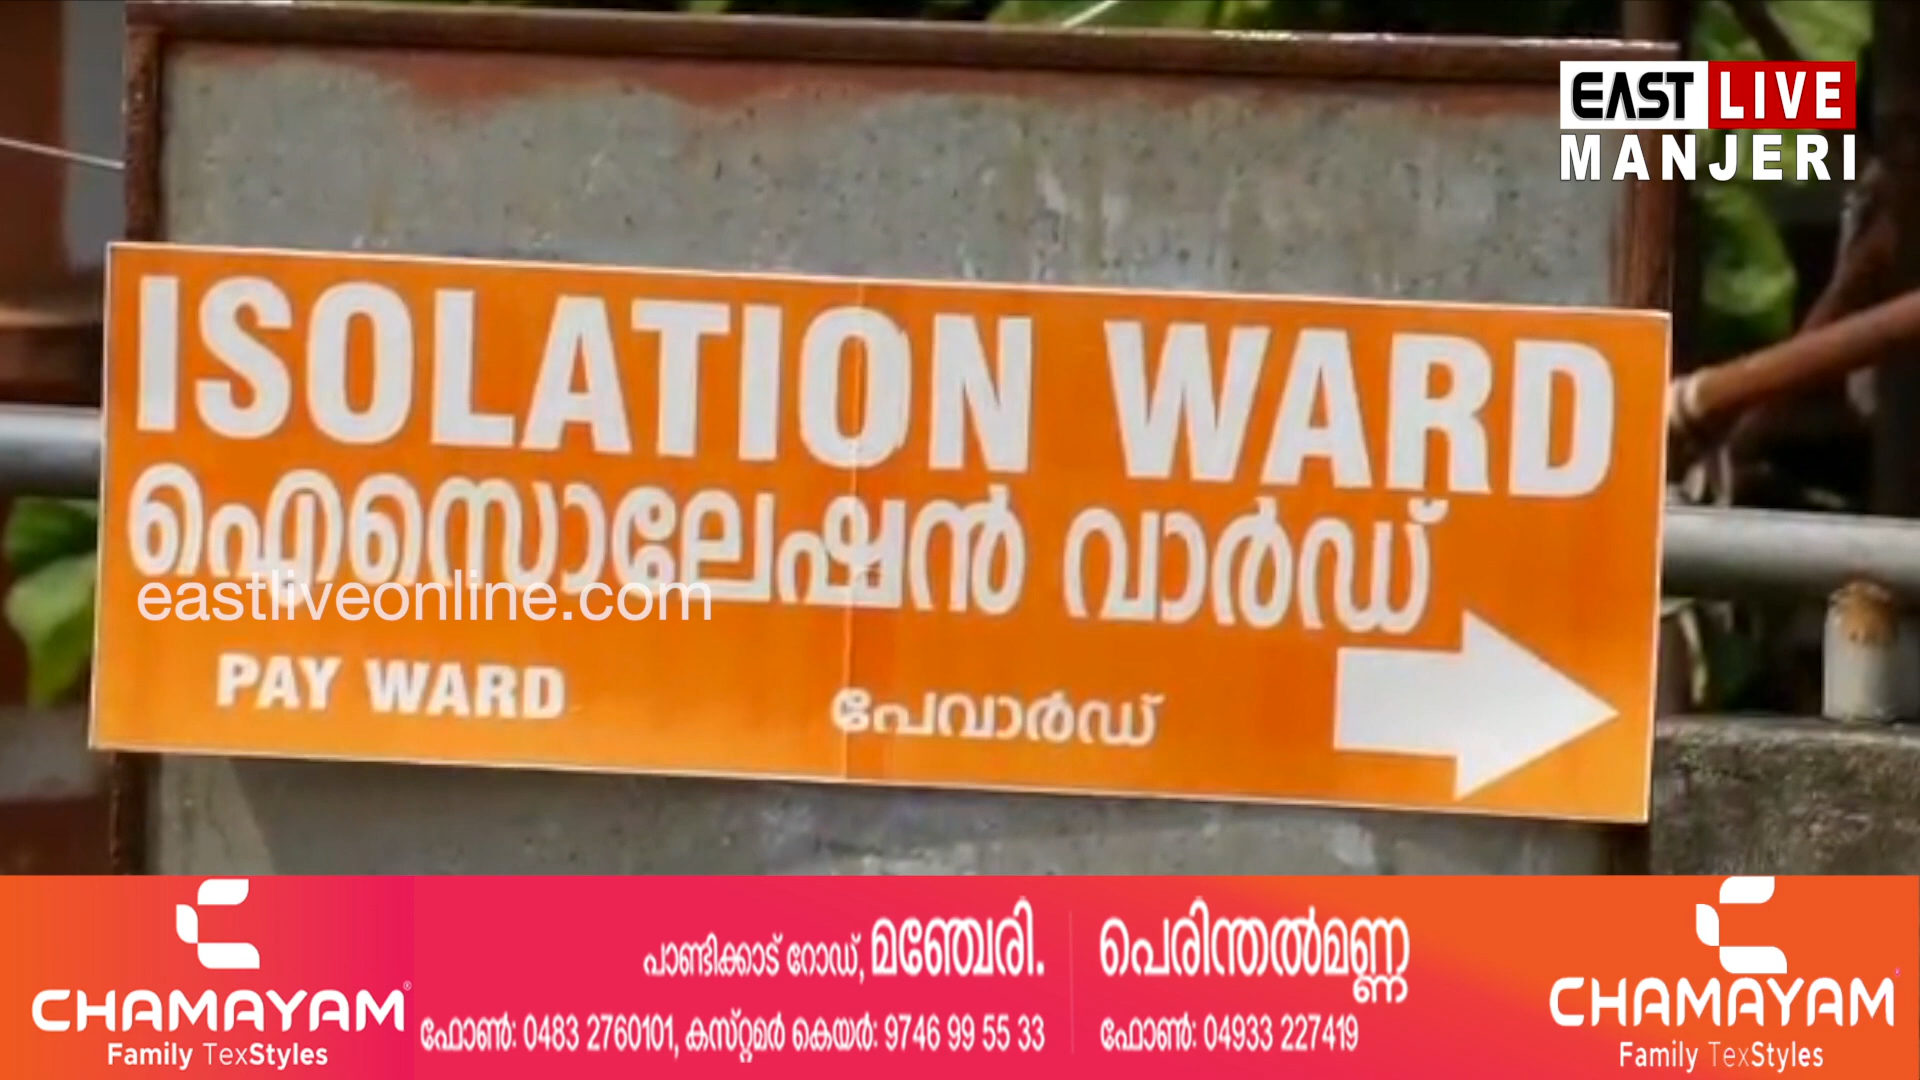 EAST LIVE
MANJERI
ISOLATION WARD
ഐസൊലേഷൻ വാർഡ്
eastliveonline.com
PAY WARD പേവാർഡ്
CHAMAYAM
Family TexStyles
പാണ്ടിക്കാട് റോഡ്, മഞ്ചേരി.
ഫോൺ: 0483 2760101, കസ്റ്റമർ കെയർ: 9746 99 55 33
പെരിന്തൽമണ്ണ
ഫോൺ: 04933 227419
CHAMAYAM
Family TexStyles